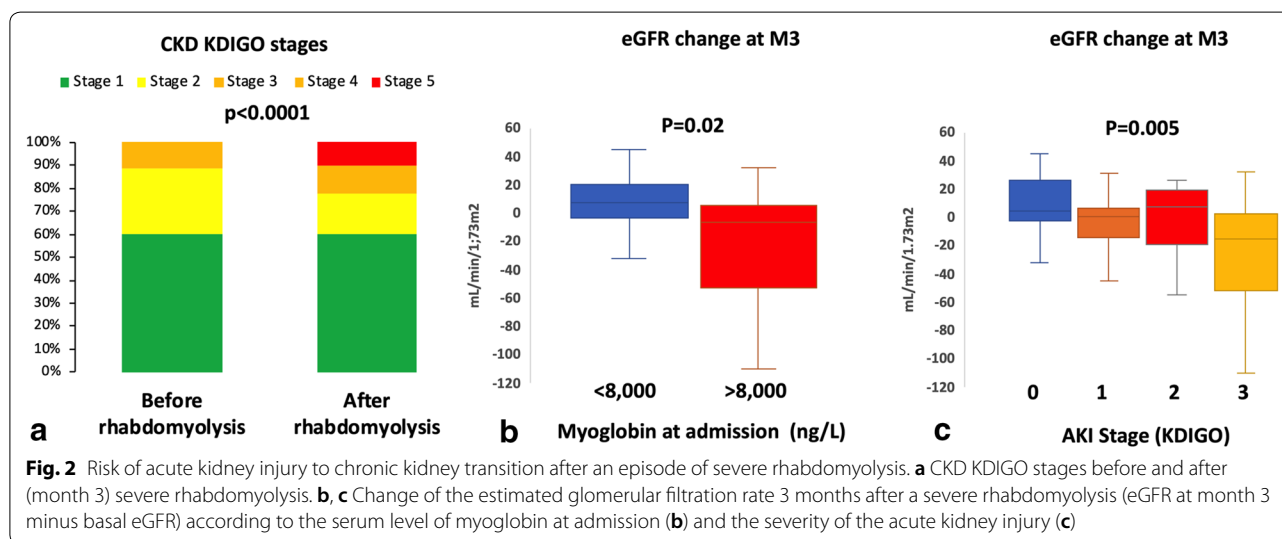 CKD KDIGO stages
Stage 1 Stage 2 Stage 3 Stage 4 Stage 5
p<0.0001
100%
90%
80%
70%
60%
50%
40%
30%
20%
10%
0%
Before rhabdomyolysis
After rhabdomyolysis
a
eGFR change at M3
P=0.02
mL/min/1;73m2
60
40
20
0
-20
-40
-60
-80
-100
-120
<8,000 >8,000
b Myoglobin at admission (ng/L)
eGFR change at M3
P=0.005
mL/min/1.73m2
60
40
20
0
-20
-40
-60
-80
-100
-120
0 1 2 3
c AKI Stage (KDIGO)
Fig. 2 Risk of acute kidney injury to chronic kidney transition after an episode of severe rhabdomyolysis. a CKD KDIGO stages before and after
(month 3) severe rhabdomyolysis. b, c Change of the estimated glomerular filtration rate 3 months after a severe rhabdomyolysis (eGFR at month 3
minus basal eGFR) according to the serum level of myoglobin at admission (b) and the severity of the acute kidney injury (c)